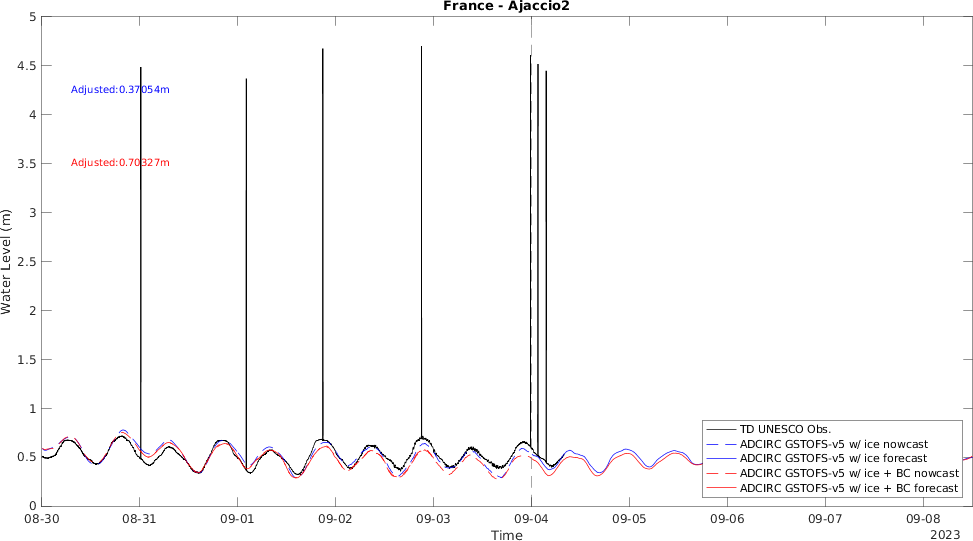 France - Ajaccio2
5
4.5
4
3.5
3
2.5
2
1.5
1
0.5
0
Water Level (m)
Adjusted:0.37054m
Adjusted:0.70327m
TD UNESCO Obs.
ADCIRC GSTOFS-v5 w/ ice nowcast
ADCIRC GSTOFS-v5 w/ ice forecast
ADCIRC GSTOFS-v5 w/ ice + BC nowcast
ADCIRC GSTOFS-v5 w/ ice + BC forecast
08-30 08-31 09-01 09-02 09-03 09-04 09-05 09-06 09-07 09-08
Time
2023